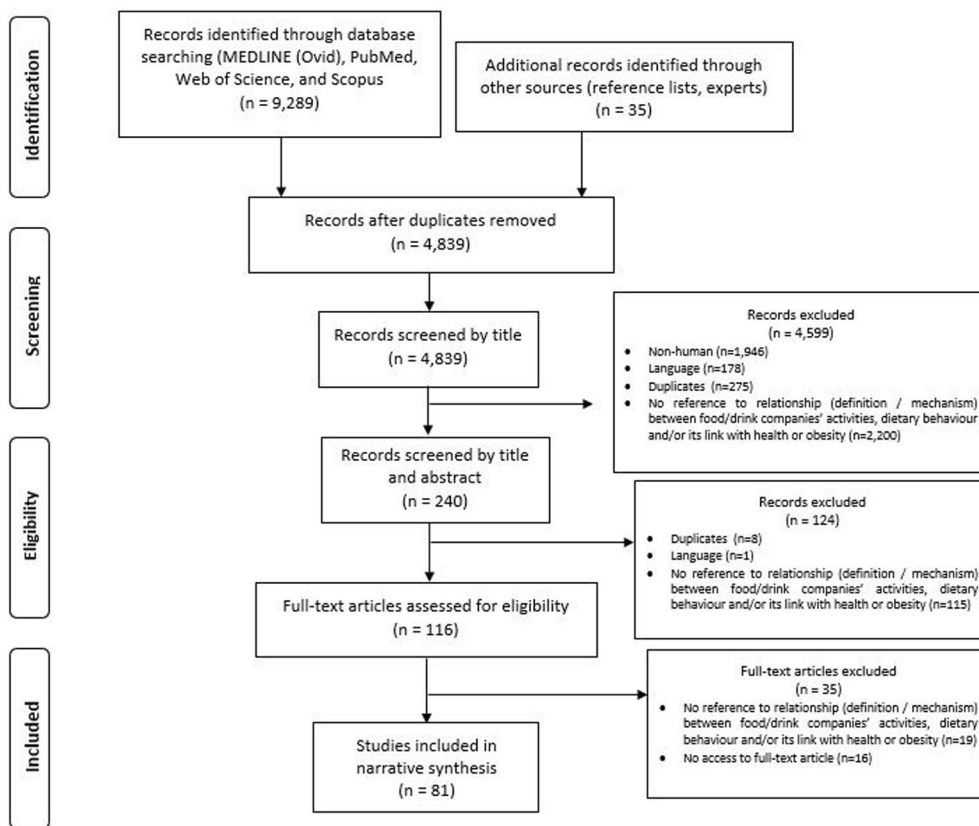 Identification
Records identified through database
searching (MEDLINE (Ovid), PubMed,
Web of Science, and Scopus
(n = 9,289)
Additional records identified through
other sources (reference lists, experts)
(n = 35)
Records after duplicates removed
(n = 4,839)
Screening
Records screened by title
(n = 4,839)
Records excluded
(n = 4,599)
• Non-human (n=1,946)
• Language (n=178)
• Duplicates (n=275)
• No reference to relationship (definition / mechanism)
between food/drink companies’ activities, dietary behaviour
and/or its link with health or obesity (n=2,200)
Eligibility
Records screened by title
and abstract
(n = 240)
Records excluded
(n = 124)
• Duplicates (n=8)
• Language (n=1)
• No reference to relationship (definition / mechanism)
between food/drink companies’ activities, dietary
behaviour and/or its link with health or obesity (n=115)
Full-text articles assessed for eligibility
(n = 116)
Included
Full-text articles excluded
(n = 35)
• No reference to relationship (definition / mechanism)
between food/drink companies’ activities, dietary
behaviour and/or its link with health or obesity (n=19)
• No access to full-text article (n=16)
Studies included in
narrative synthesis
(n = 81)